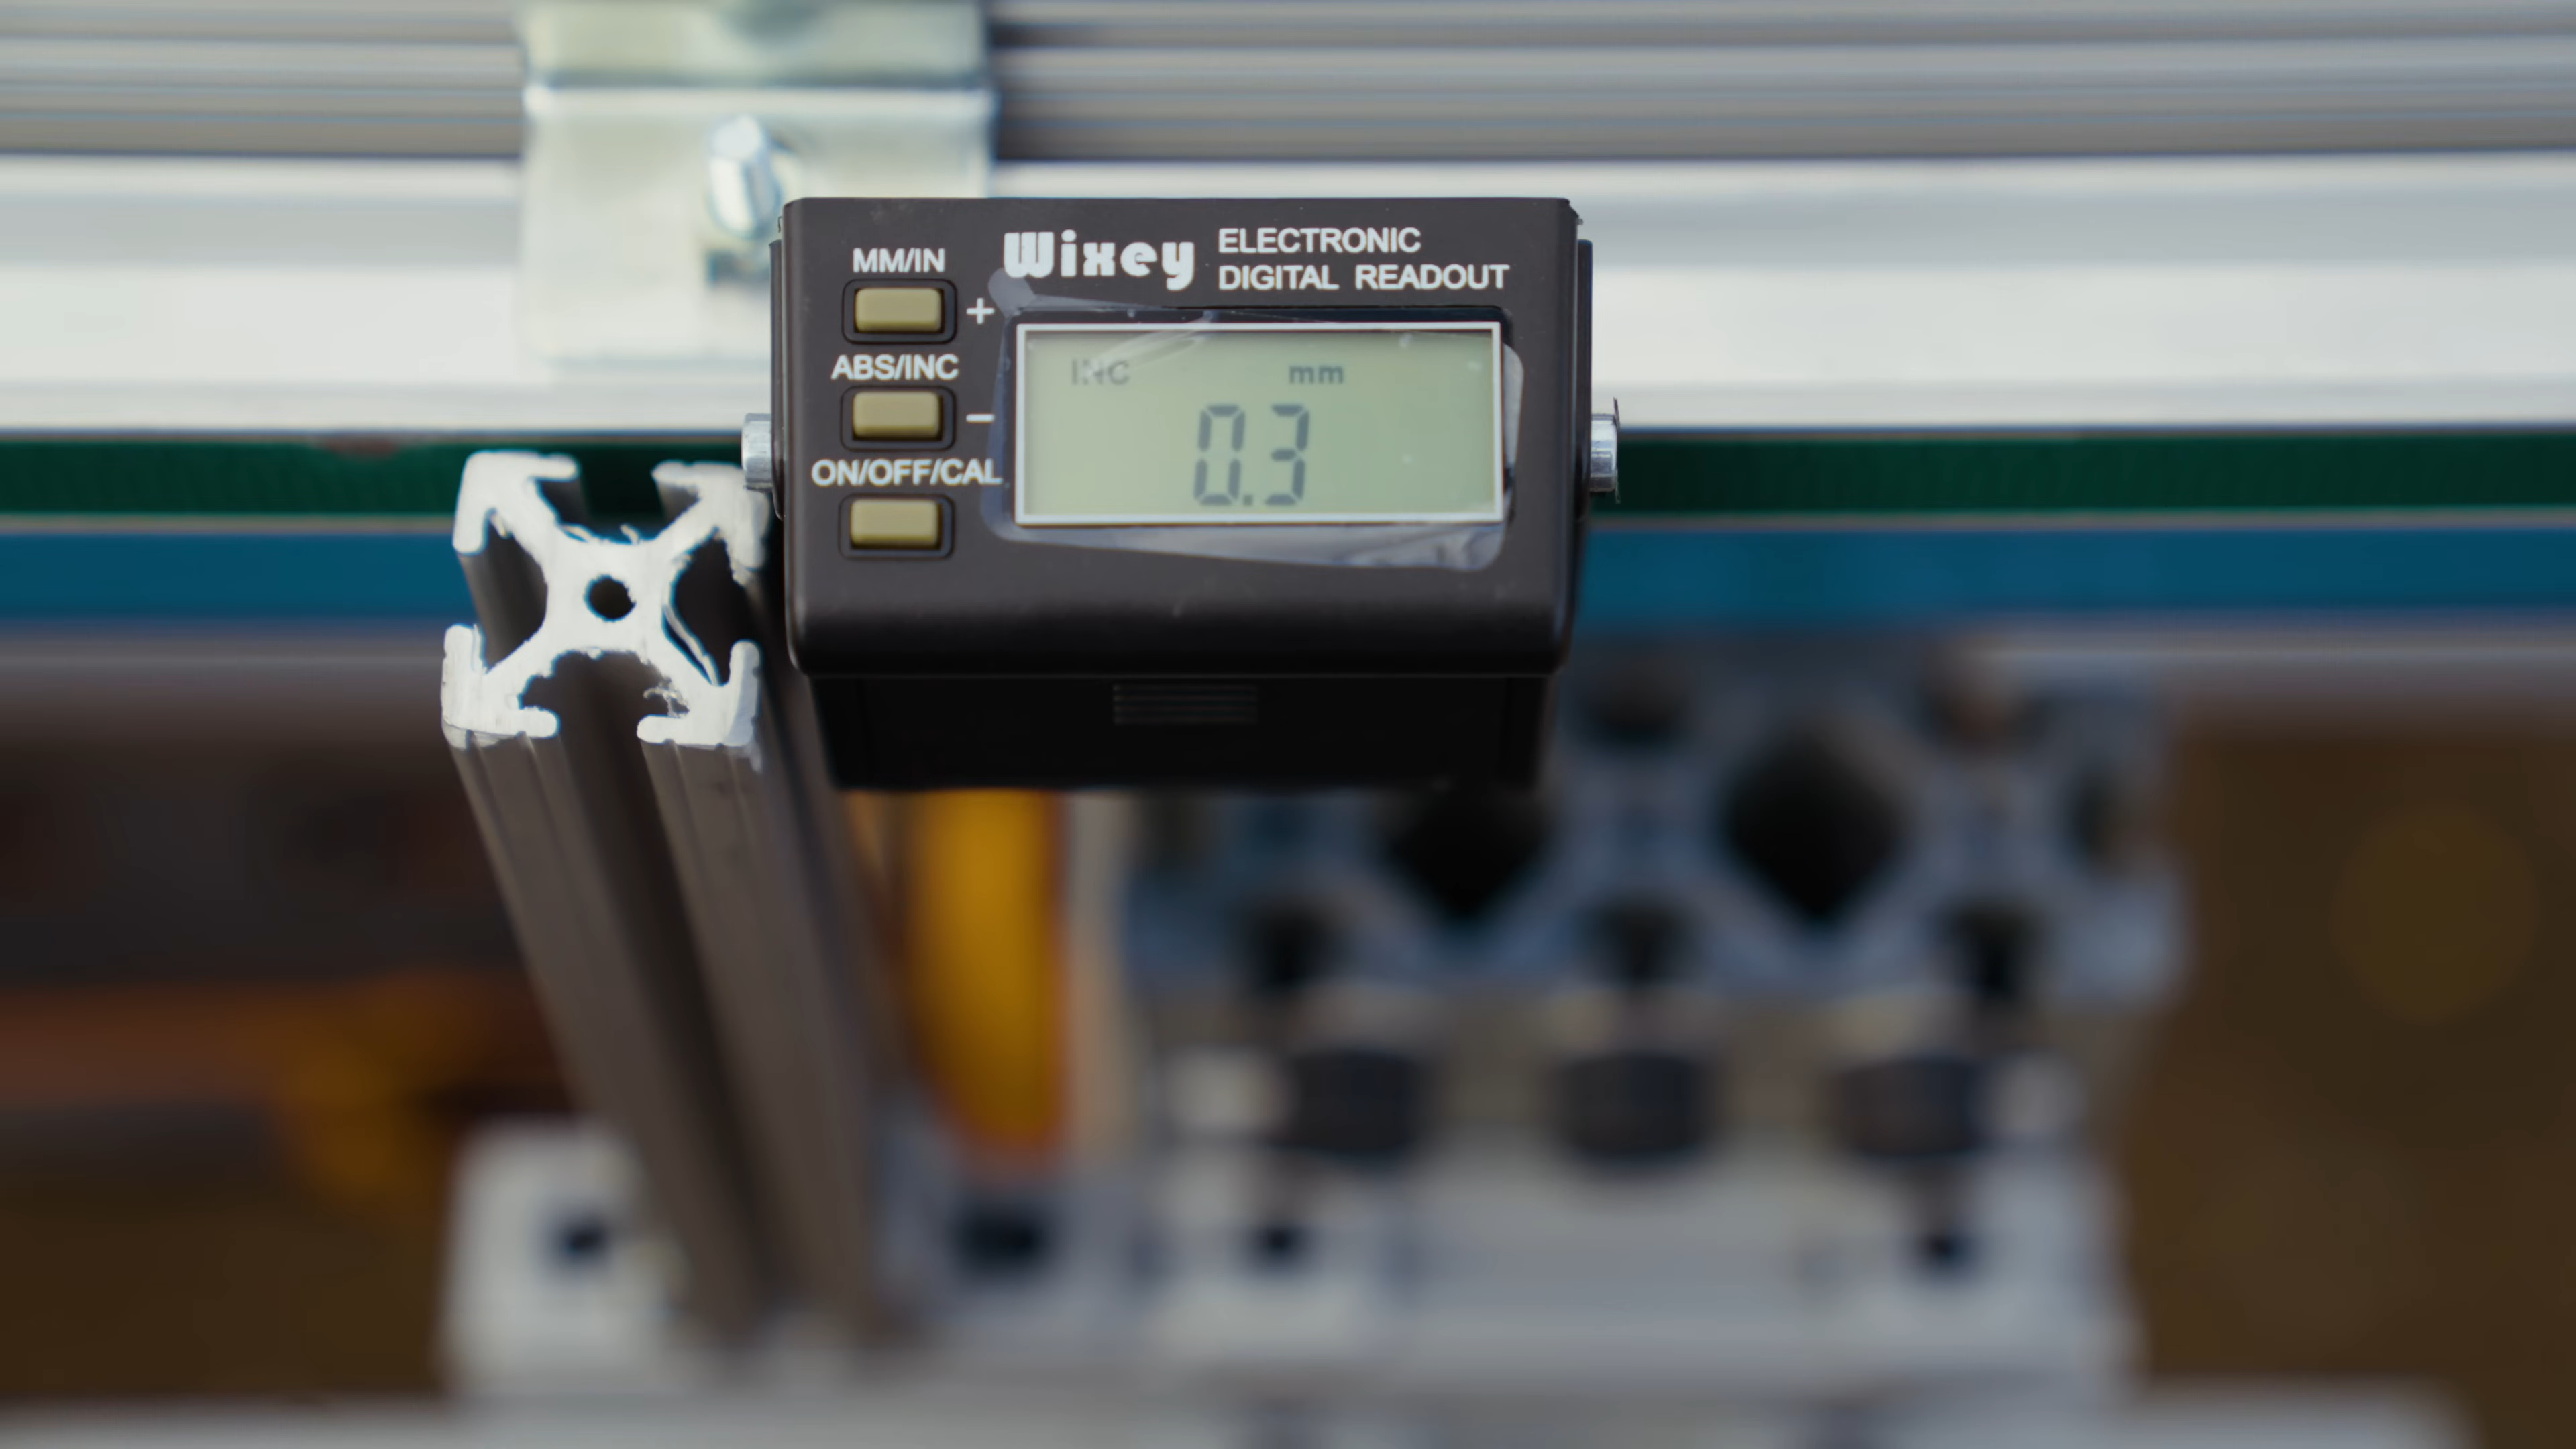 MM/IN
+
Wixey
ELECTRONIC
DIGITAL READOUT
ABS/INC
−
ON/OFF/CAL
INC mm
0.3